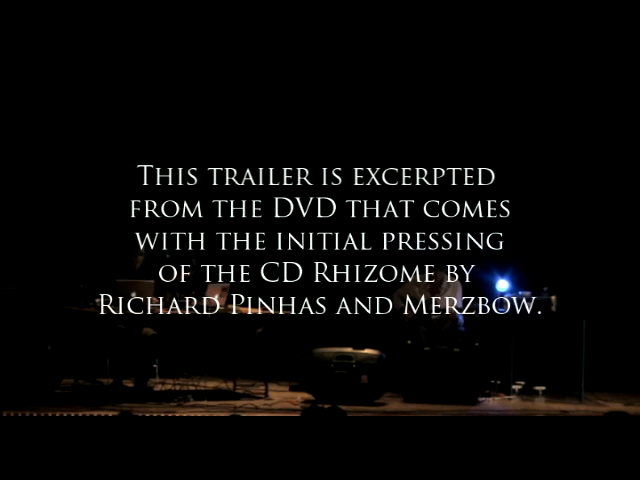 This trailer is excerpted
from the DVD that comes
with the initial pressing
of the CD Rhizome by
Richard Pinhas and Merzbow.